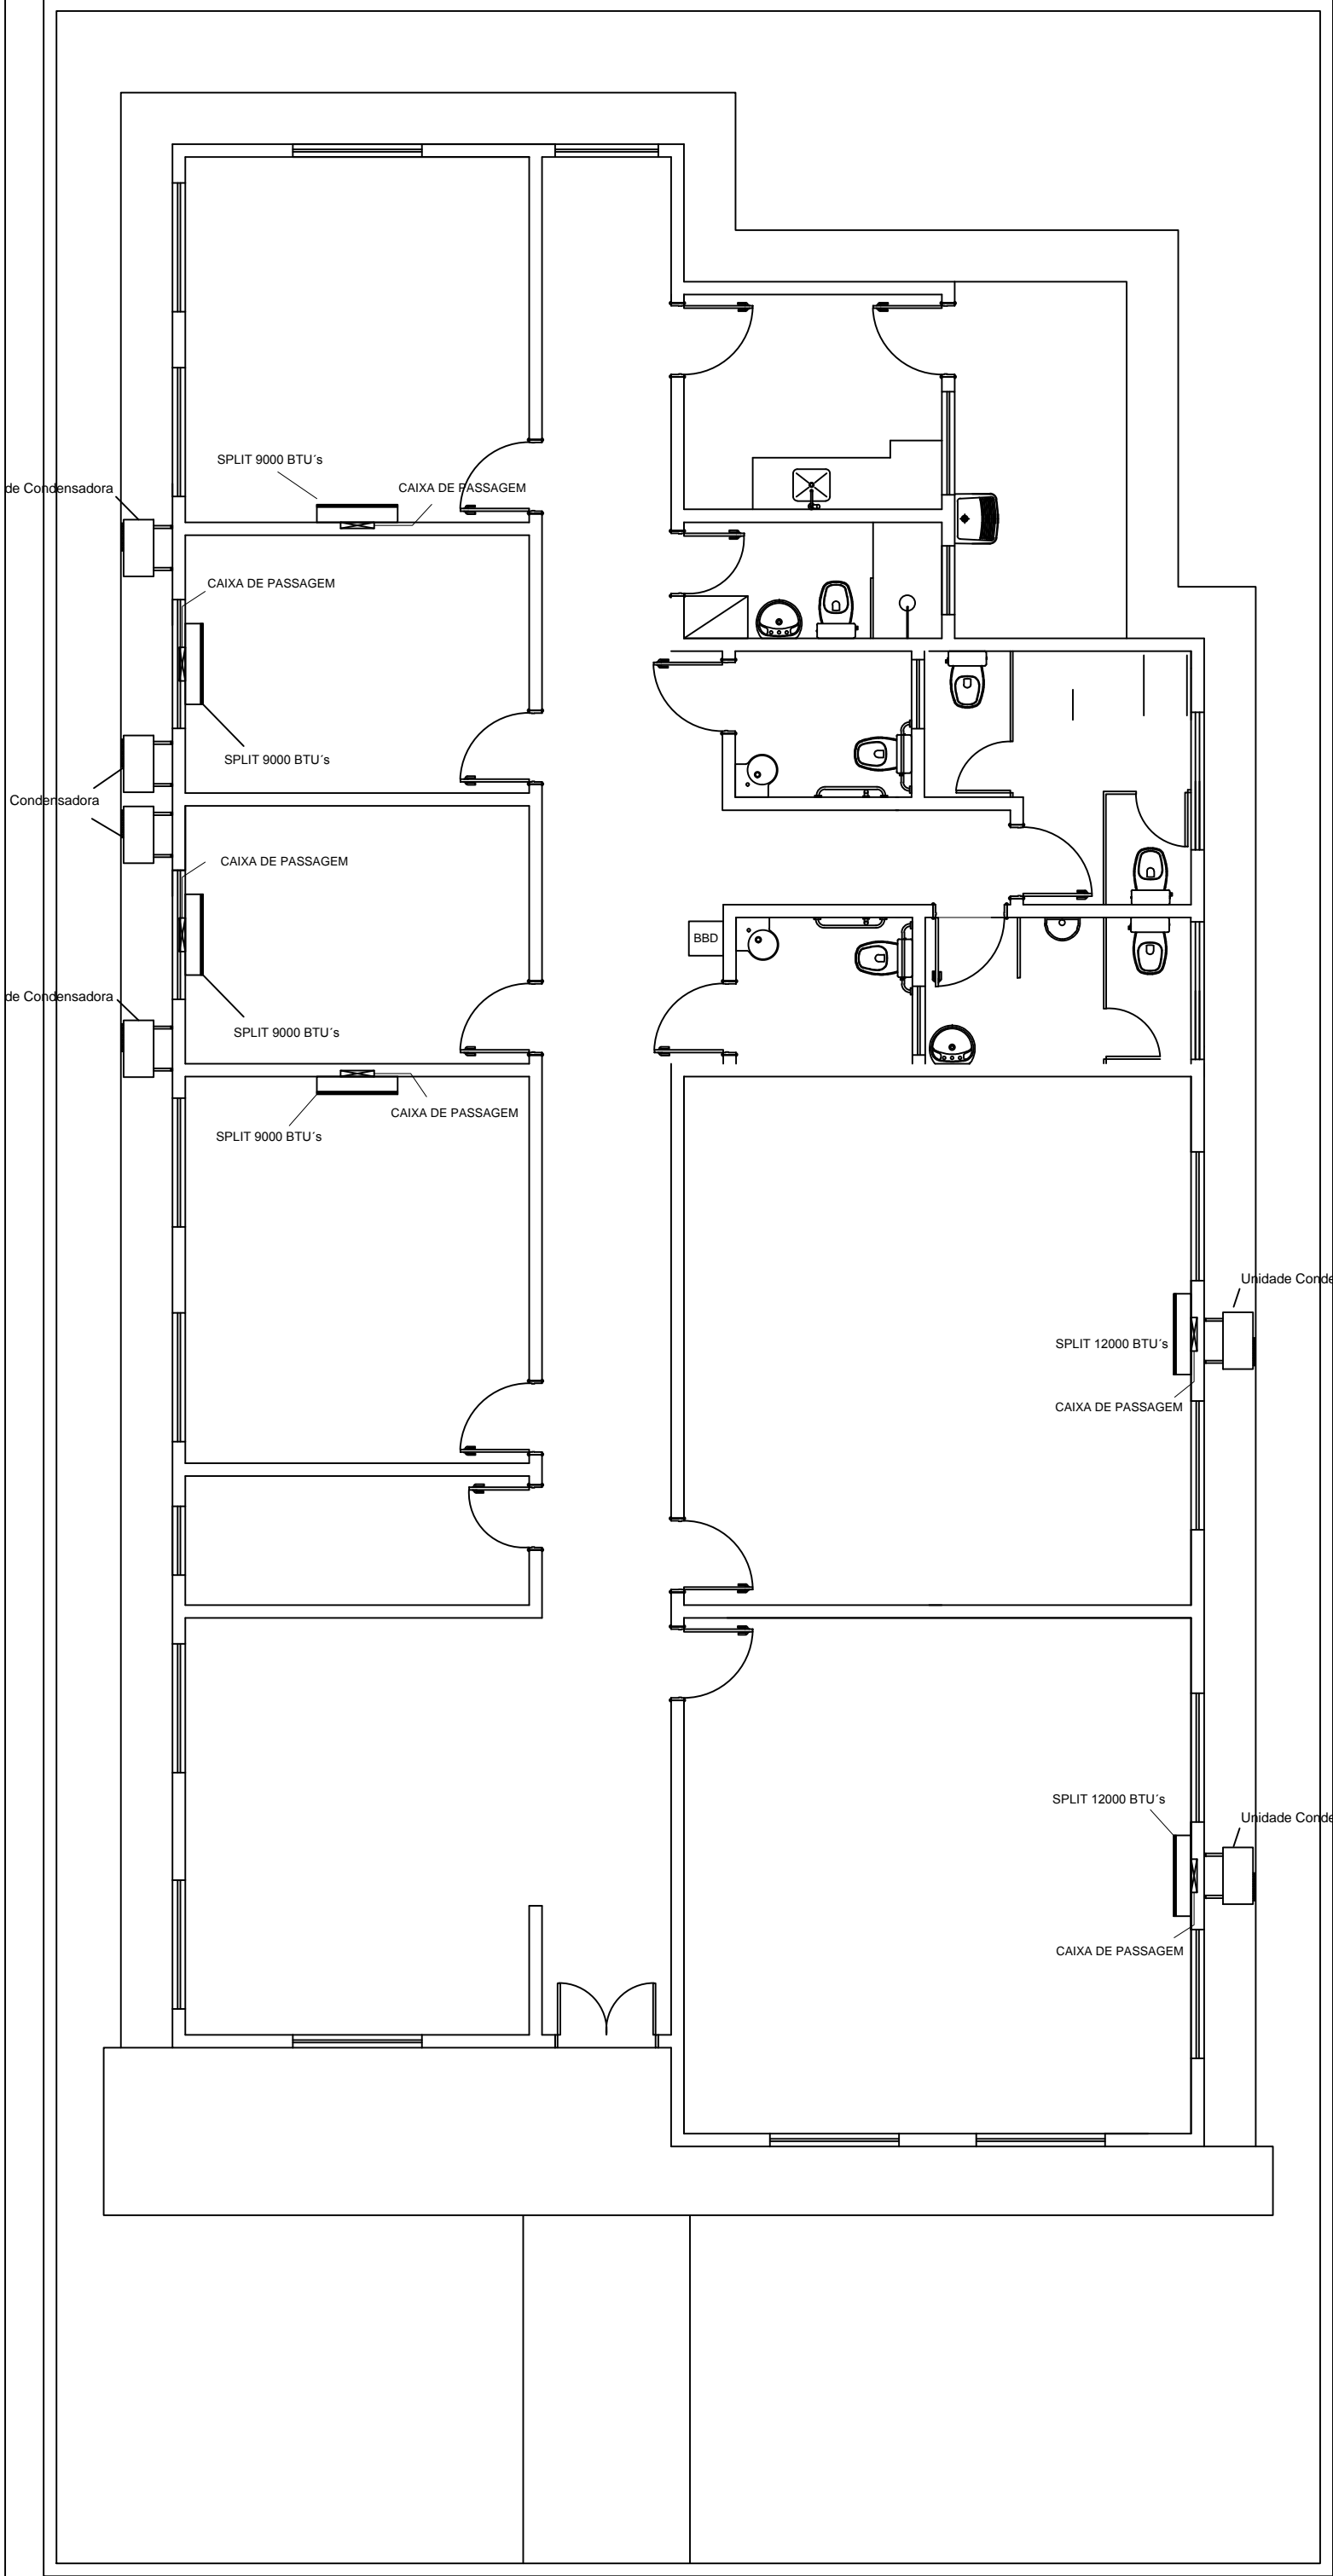 SPLIT 9000 BTU´s
de Condensadora
CAIXA DE PASSAGEM
CAIXA DE PASSAGEM
SPLIT 9000 BTU´s
Condensadora
CAIXA DE PASSAGEM
BBD
de Condensadora
SPLIT 9000 BTU´s
CAIXA DE PASSAGEM
SPLIT 9000 BTU´s
Unidade Conde
SPLIT 12000 BTU´s
CAIXA DE PASSAGEM
SPLIT 12000 BTU´s
Unidade Conde
CAIXA DE PASSAGEM